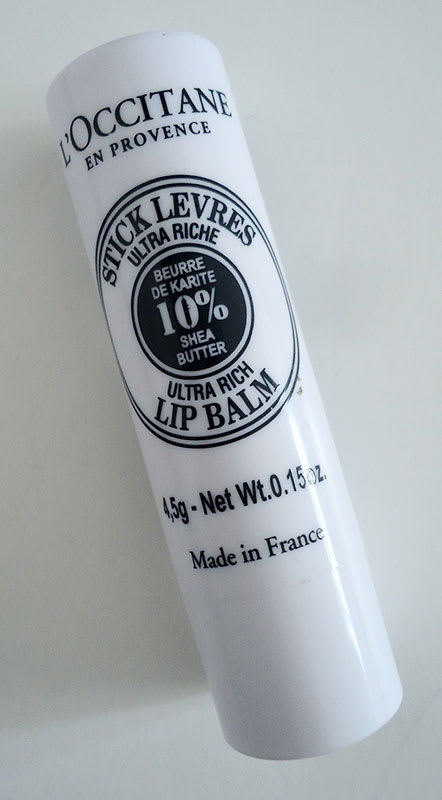 L'OCCITANE
EN PROVENCE
STICK LEVRES
ULTRA RICHE
BEURRE
DE KARITE
10%
SHEA
BUTTER
ULTRA RICH
LIP BALM
4,5g - Net Wt.0.15oz.
Made in France